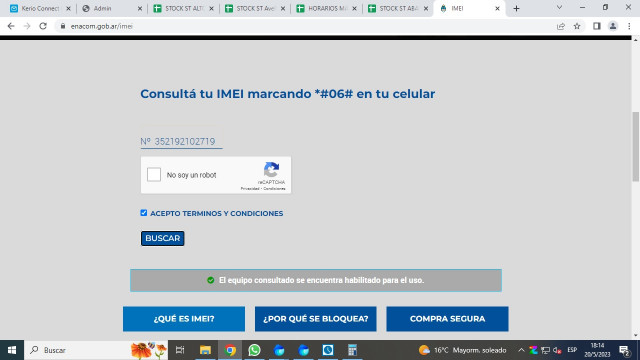 Kerio Connect
Admin
STOCK ST ALT
STOCK ST Ave
HORARIOS MA
STOCK ST ABA
IMEI
enacom.gob.ar/imei
Consultá tu IMEI marcando *#06# en tu celular
Nº 352192102719
No soy un robot
reCAPTCHA
Privacidad - Condiciones
ACEPTO TERMINOS Y CONDICIONES
BUSCAR
El equipo consultado se encuentra habilitado para el uso.
¿QUÉ ES IMEI?
¿POR QUÉ SE BLOQUEA?
COMPRA SEGURA
Buscar
16°C Mayorm. soleado
ESP
18:14
20/5/2023